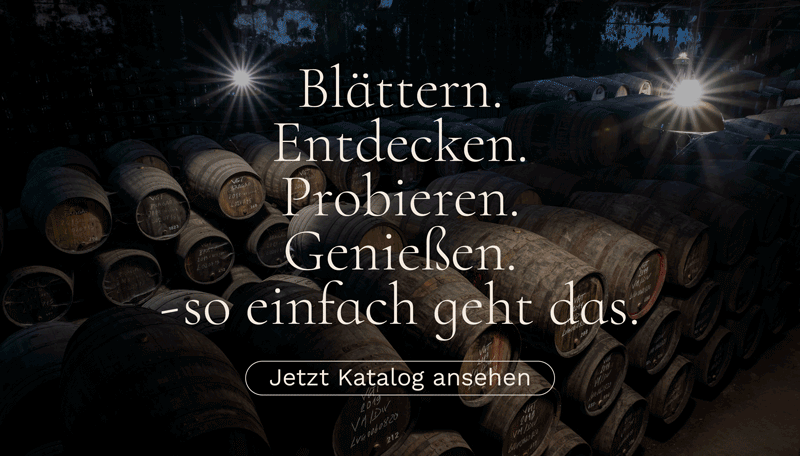 Blättern.
Entdecken.
Probieren.
Genießen.
-so einfach geht das.
Jetzt Katalog ansehen